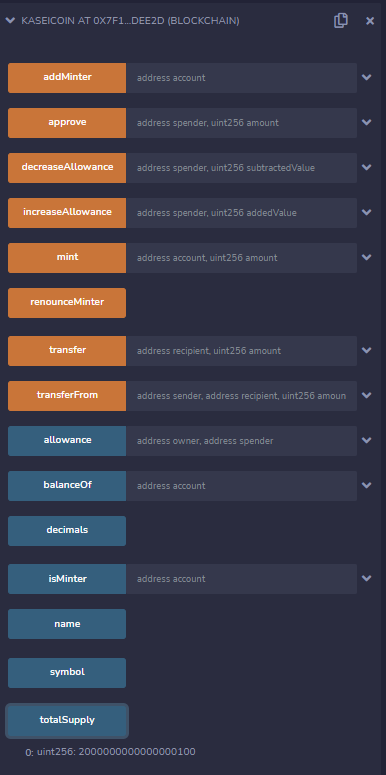 KASEICOIN AT 0X7F1...DEE2D (BLOCKCHAIN)
addMinter address account
approve address spender, uint256 amount
decreaseAllowance address spender, uint256 subtractedValue
increaseAllowance address spender, uint256 addedValue
mint address account, uint256 amount
renounceMinter
transfer address recipient, uint256 amount
transferFrom address sender, address recipient, uint256 amoun
allowance address owner, address spender
balanceOf address account
decimals
isMinter address account
name
symbol
totalSupply
0: uint256: 2000000000000000100